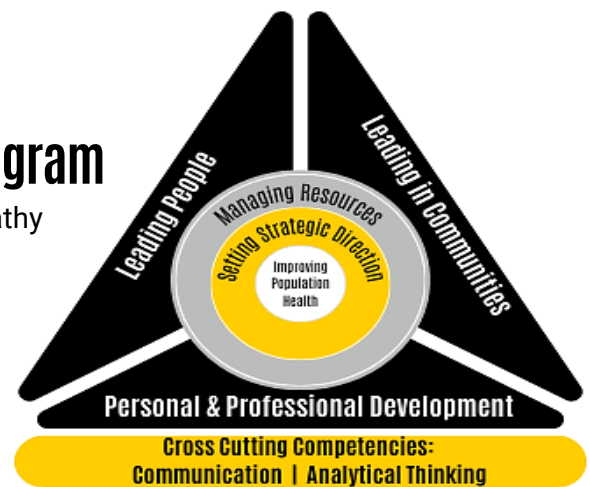 gram
athy
Leading People
Leading in Communities
Managing Resources
Setting Strategic Direction
Improving
Population
Health
Personal & Professional Development
Cross Cutting Competencies:
Communication | Analytical Thinking